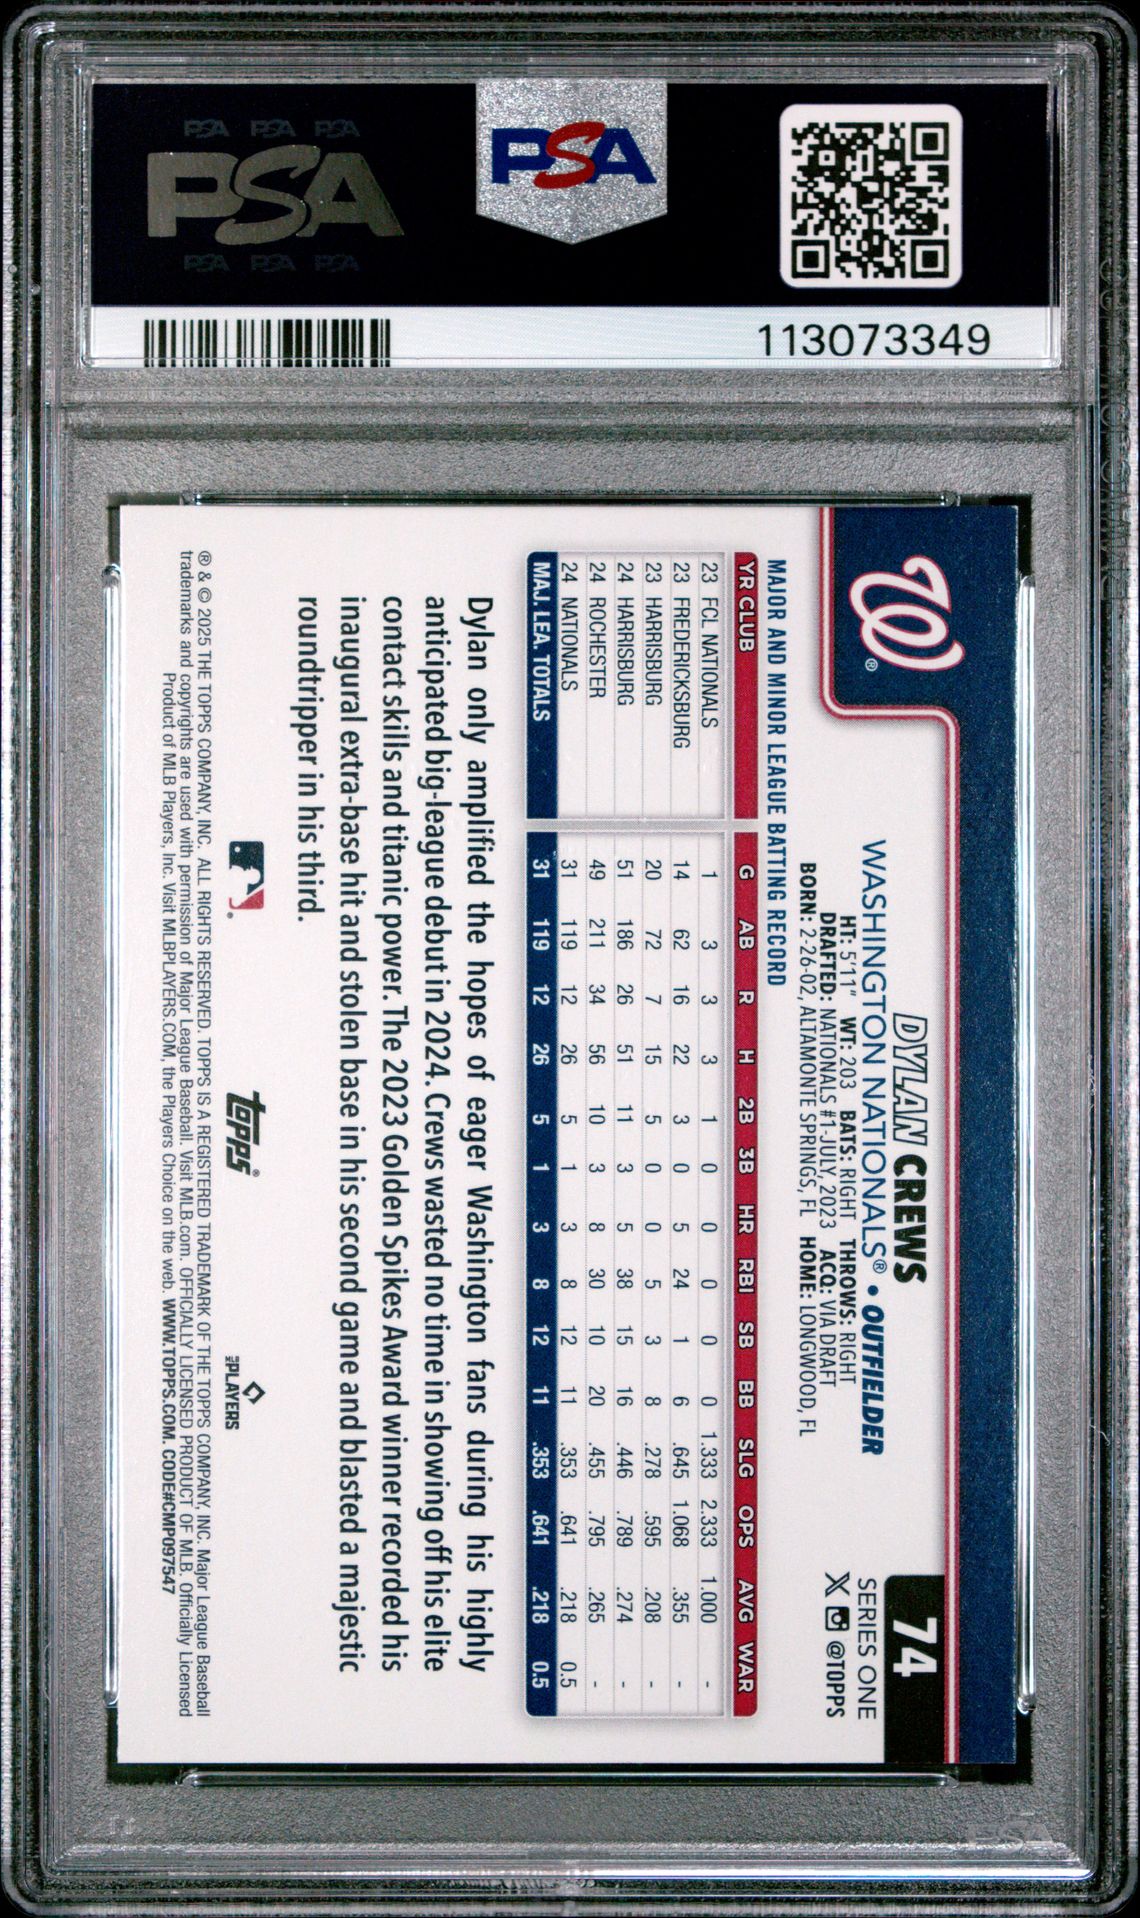 PSA PSA PSA
PSA
PSA PSA PSA
PSA
113073349
W®
DYLAN CREWS
WASHINGTON NATIONALS® • OUTFIELDER
HT: 5'11" WT: 203 BATS: RIGHT THROWS: RIGHT
DRAFTED: NATIONALS #1-JULY, 2023 ACQ: VIA DRAFT
BORN: 2-26-02, ALTAMONTE SPRINGS, FL HOME: LONGWOOD, FL
74
SERIES ONE
X @TOPPS
MAJOR AND MINOR LEAGUE BATTING RECORD
YR CLUB G AB R H 2B 3B HR RBI SB BB SLG OPS AVG WAR
23 FCL NATIONALS 1 3 3 3 1 0 0 0 0 0 1.333 2.333 1.000 -
23 FREDERICKSBURG 14 62 16 22 3 0 5 24 1 6 .645 1.068 .355 -
23 HARRISBURG 20 72 7 15 5 0 0 5 3 8 .278 .595 .208 -
24 HARRISBURG 51 186 26 51 11 3 5 38 15 16 .446 .789 .274 -
24 ROCHESTER 49 211 34 56 10 3 8 30 10 20 .455 .795 .265 -
24 NATIONALS 31 119 12 26 5 1 3 8 12 11 .353 .641 .218 0.5
MAJ. LEA. TOTALS 31 119 12 26 5 1 3 8 12 11 .353 .641 .218 0.5
Dylan only amplified the hopes of eager Washington fans during his highly
anticipated big-league debut in 2024. Crews wasted no time in showing off his elite
contact skills and titanic power. The 2023 Golden Spikes Award winner recorded his
inaugural extra-base hit and stolen base in his second game and blasted a majestic
roundtripper in his third.
topps®
PLAYERS
® & © 2025 THE TOPPS COMPANY, INC. ALL RIGHTS RESERVED. TOPPS IS A REGISTERED TRADEMARK OF THE TOPPS COMPANY, INC. Major League Baseball
trademarks and copyrights are used with permission of Major League Baseball. Visit MLB.com. OFFICIALLY LICENSED PRODUCT OF MLB. Officially Licensed
Product of MLB Players, Inc. Visit MLBPLAYERS.COM, the Players Choice on the web. WWW.TOPPS.COM. CODE#CMP097547